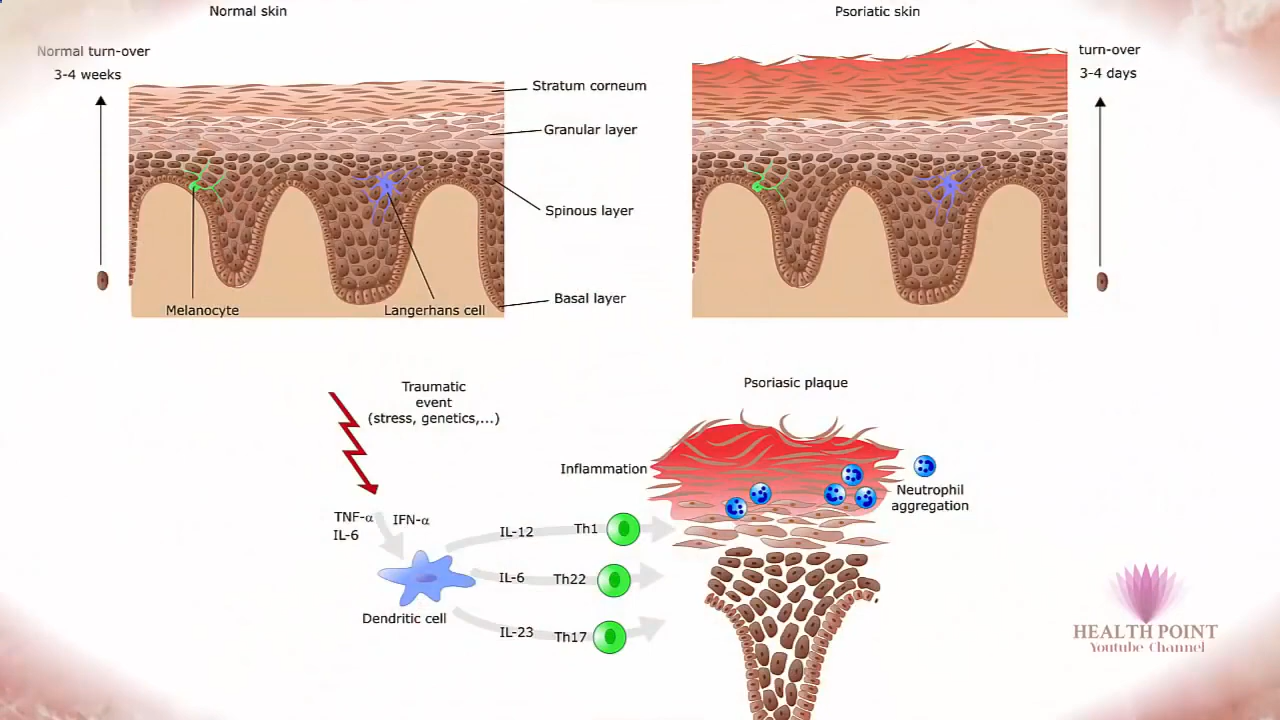 Normal skin
Psoriatic skin
Normal turn-over
3-4 weeks
turn-over
3-4 days
Stratum corneum
Granular layer
Spinous layer
Basal layer
Melanocyte
Langerhans cell
Traumatic
event
(stress, genetics,...)
Psoriasic plaque
Inflammation
Neutrophil
aggregation
TNF-α
IFN-α
IL-6
IL-12
Th1
IL-6
Th22
IL-23
Th17
Dendritic cell
HEALTH POINT
Youtube Channel